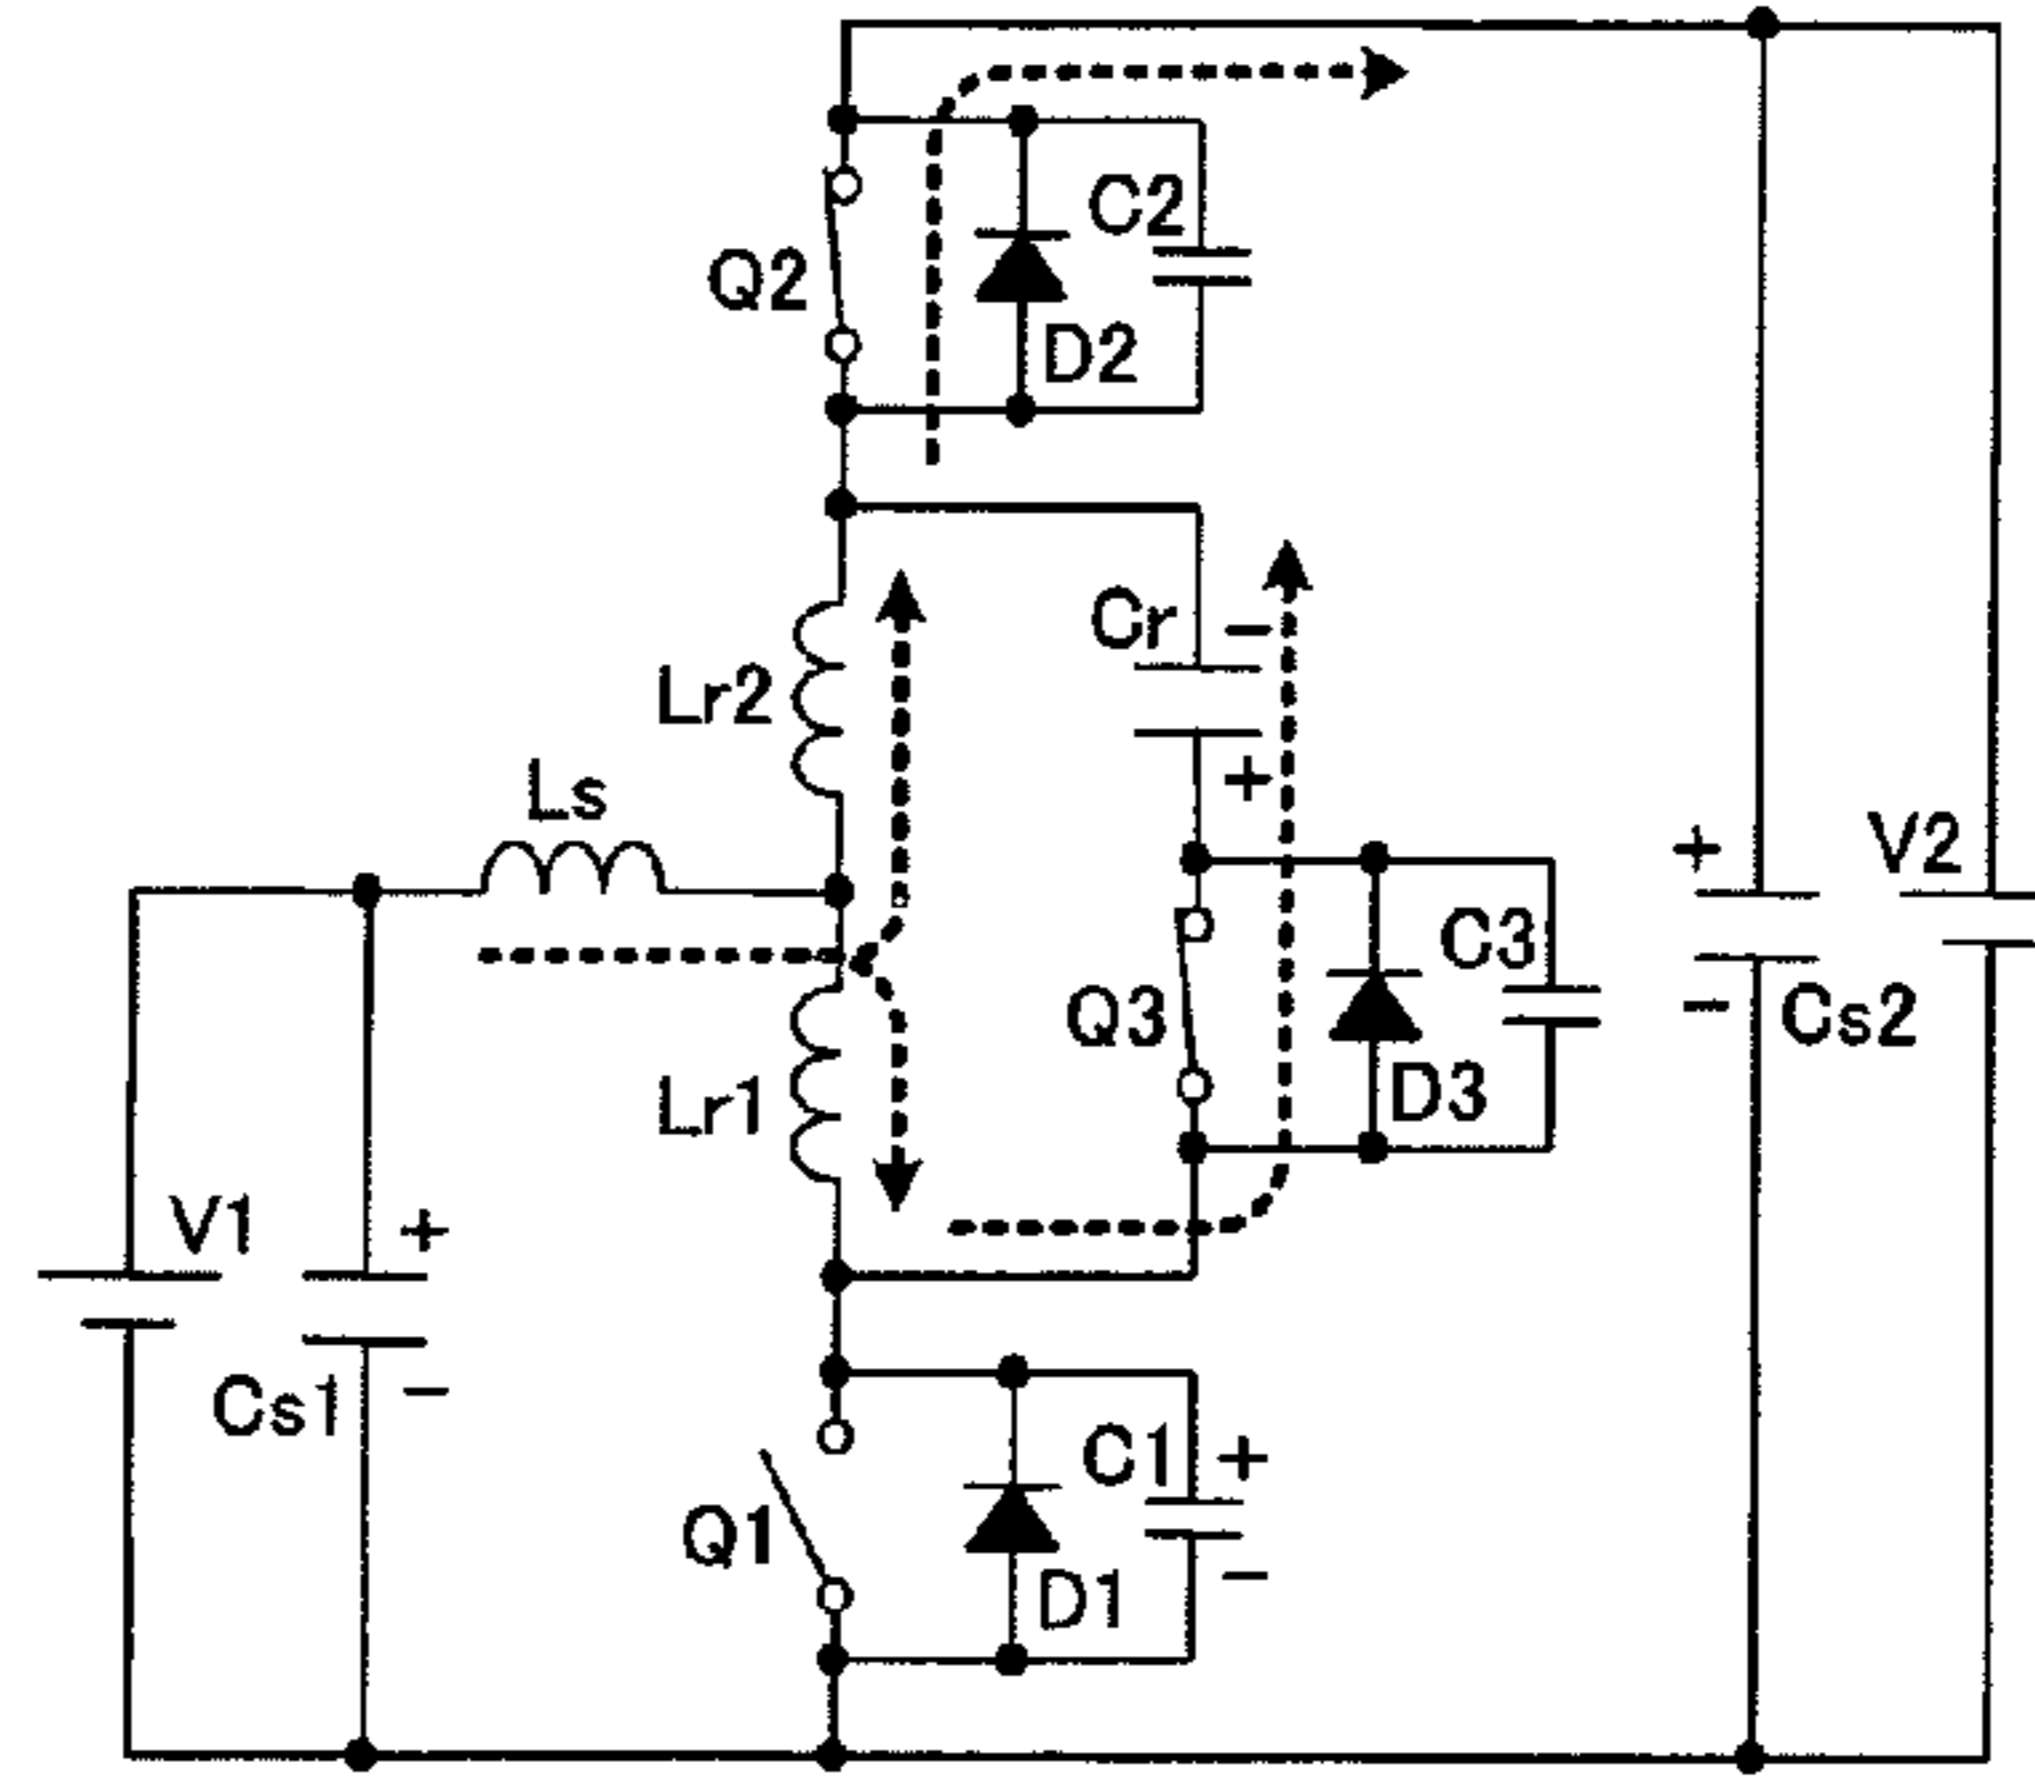 C2
Q2
D2
Cr
-
Lr2
+
Ls
V2
+
C3
Q3
-
Cs2
D3
Lr1
V1
+
Cs1
-
C1
+
Q1
D1
-